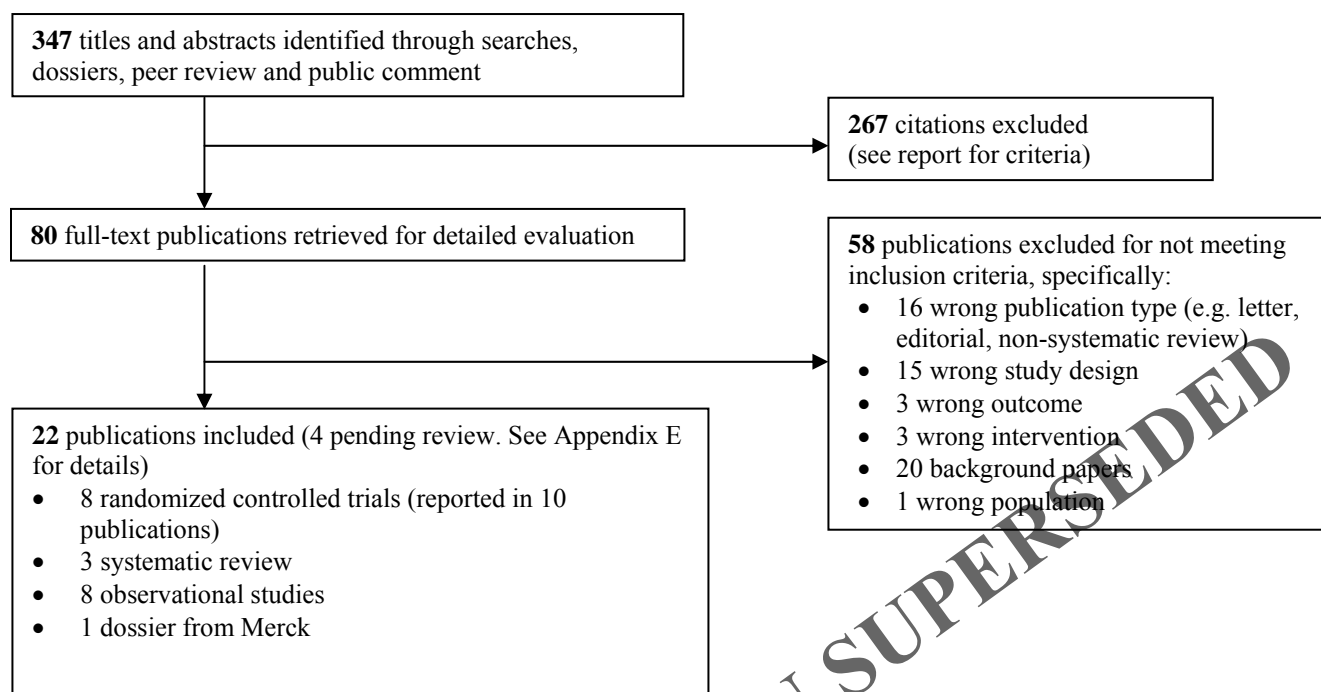 347 titles and abstracts identified through searches,
dossiers, peer review and public comment
267 citations excluded
(see report for criteria)
80 full-text publications retrieved for detailed evaluation
58 publications excluded for not meeting
inclusion criteria, specifically:
• 16 wrong publication type (e.g. letter,
editorial, non-systematic review)
• 15 wrong study design
• 3 wrong outcome
• 3 wrong intervention
• 20 background papers
• 1 wrong population
22 publications included (4 pending review. See Appendix E
for details)
• 8 randomized controlled trials (reported in 10
publications)
• 3 systematic review
• 8 observational studies
• 1 dossier from Merck
SUPERSEDED